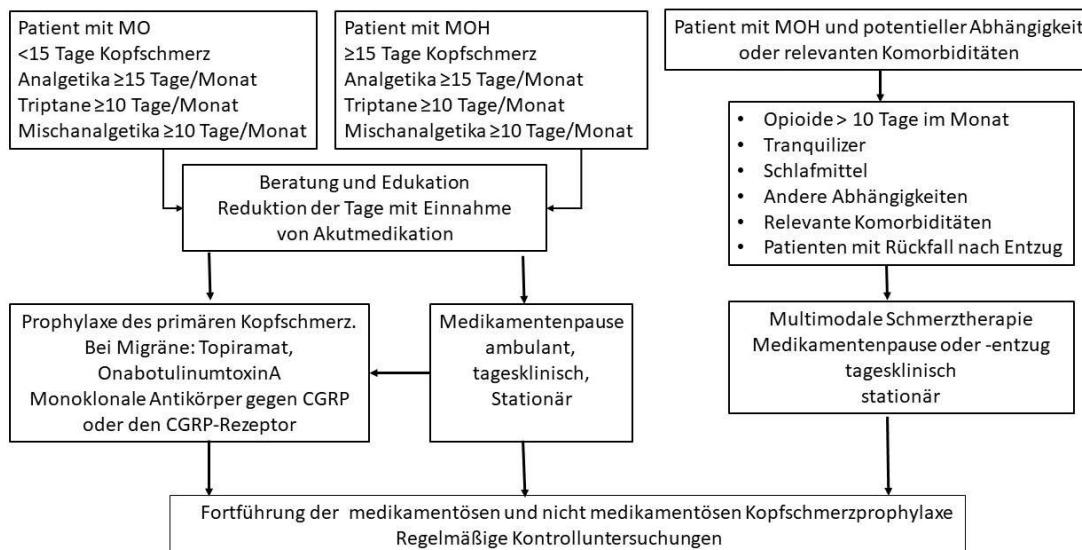 Patient mit MO
<15 Tage Kopfschmerz
Analgetika ≥15 Tage/Monat
Triptane ≥10 Tage/Monat
Mischanalgetika ≥10 Tage/Monat
Patient mit MOH
≥15 Tage Kopfschmerz
Analgetika ≥15 Tage/Monat
Triptane ≥10 Tage/Monat
Mischanalgetika ≥10 Tage/Monat
Patient mit MOH und potentieller Abhängigkeit
oder relevanten Komorbiditäten
• Opioide > 10 Tage im Monat
• Tranquilizer
• Schlafmittel
• Andere Abhängigkeiten
• Relevante Komorbiditäten
• Patienten mit Rückfall nach Entzug
Beratung und Edukation
Reduktion der Tage mit Einnahme
von Akutmedikation
Prophylaxe des primären Kopfschmerz.
Bei Migräne: Topiramat,
OnabotulinumtoxinA
Monoklonale Antikörper gegen CGRP
oder den CGRP-Rezeptor
Medikamentenpause
ambulant,
tagesklinisch,
Stationär
Multimodale Schmerztherapie
Medikamentenpause oder -entzug
tagesklinisch
stationär
Fortführung der medikamentösen und nicht medikamentösen Kopfschmerzprophylaxe
Regelmäßige Kontrolluntersuchungen